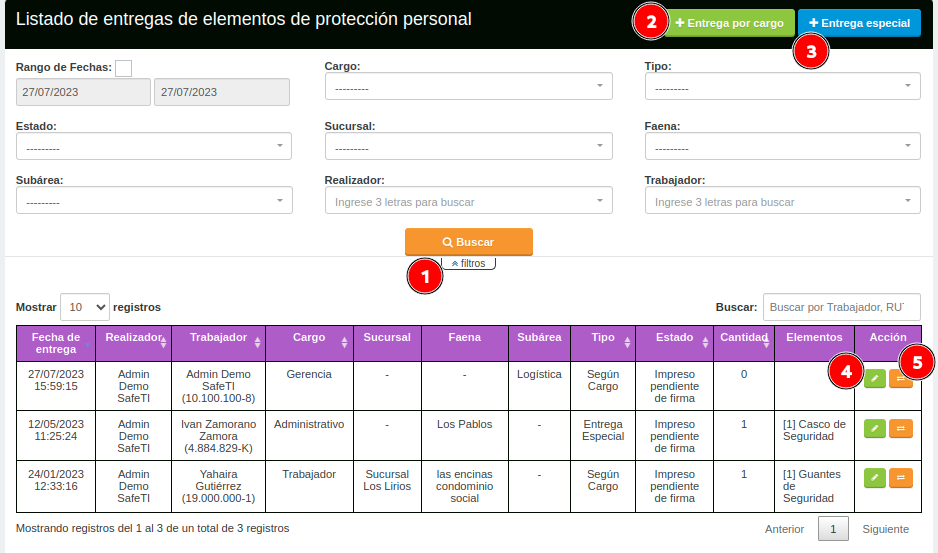 Listado de entregas de elementos de protección personal
2
Entrega por cargo
Entrega especial
3
Rango de Fechas:
Cargo:
Tipo:
27/07/2023
27/07/2023
---------
---------
Estado:
Sucursal:
Faena:
---------
---------
---------
Subárea:
Realizador:
Trabajador:
---------
Ingrese 3 letras para buscar
Ingrese 3 letras para buscar
Buscar
1
filtros
Mostrar 10 registros
Buscar: Buscar por Trabajador, RUT
Fecha de
entrega
Realizador
Trabajador
Cargo
Sucursal
Faena
Subárea
Tipo
Estado
Cantidad
Elementos
Acción
4
5
27/07/2023
15:59:15
Admin
Demo
SafeTI
Admin Demo
SafeTI
(10.100.100-8)
Gerencia
-
-
Logística
Según
Cargo
Impreso
pendiente
de firma
0
12/05/2023
11:25:24
Admin
Demo
SafeTI
Ivan Zamorano
Zamora
(4.884.829-K)
Administrativo
-
Los Pablos
-
Entrega
Especial
Impreso
pendiente
de firma
1
[1] Casco de
Seguridad
24/01/2023
12:33:16
Admin
Demo
SafeTI
Yahaira
Gutiérrez
(19.000.000-1)
Trabajador
Sucursal
Los Lirios
las encinas
condominio
social
-
Según
Cargo
Impreso
pendiente
de firma
1
[1] Guantes
de
Seguridad
Mostrando registros del 1 al 3 de un total de 3 registros
Anterior
1
Siguiente